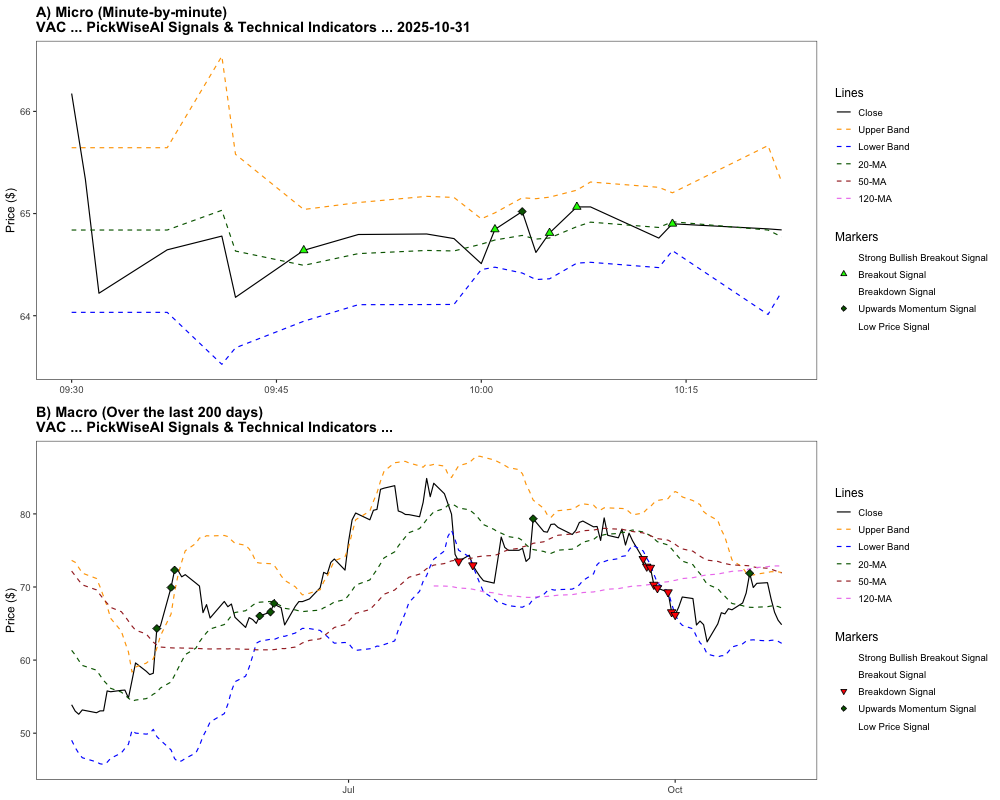 A) Micro (Minute-by-minute)
VAC ... PickWiseAI Signals & Technical Indicators ... 2025-10-31
Price ($)
66
65
64
09:30
09:45
10:00
10:15
Lines
Close
Upper Band
Lower Band
20-MA
50-MA
120-MA
Markers
Strong Bullish Breakout Signal
Breakout Signal
Breakdown Signal
Upwards Momentum Signal
Low Price Signal
B) Macro (Over the last 200 days)
VAC ... PickWiseAI Signals & Technical Indicators ...
Price ($)
80
70
60
50
Jul
Oct
Lines
Close
Upper Band
Lower Band
20-MA
50-MA
120-MA
Markers
Strong Bullish Breakout Signal
Breakout Signal
Breakdown Signal
Upwards Momentum Signal
Low Price Signal